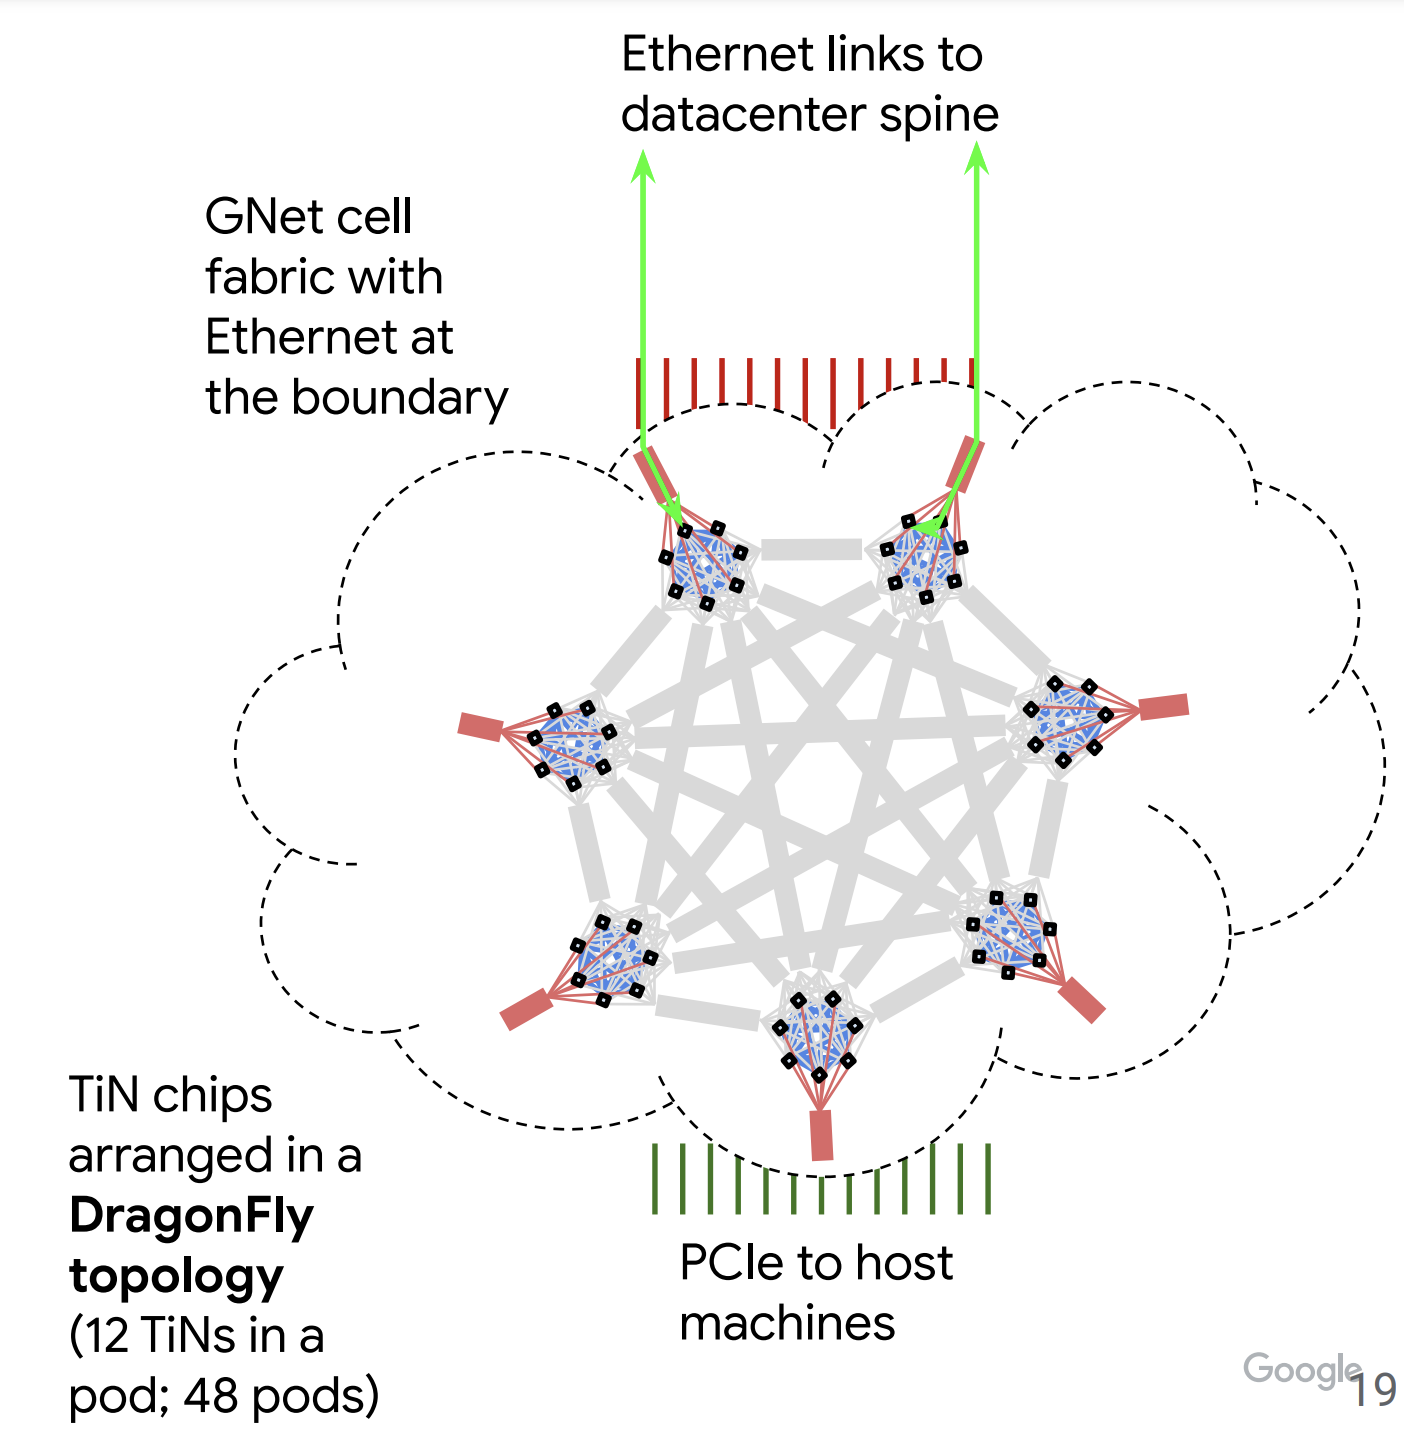 Ethernet links to
datacenter spine
GNet cell
fabric with
Ethernet at
the boundary
TiN chips
arranged in a
DragonFly
topology
(12 TiNs in a
pod; 48 pods)
PCIe to host
machines
Google
19